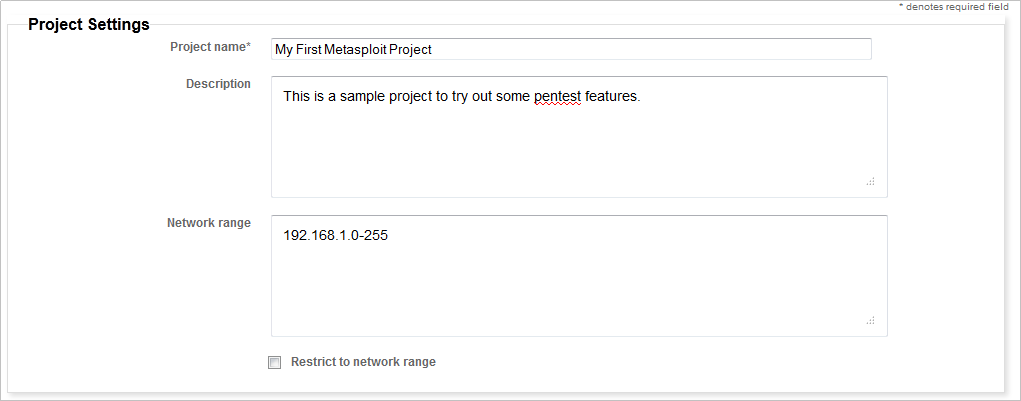 * denotes required field
Project Settings
Project name* My First Metasploit Project
Description This is a sample project to try out some pentest features.
Network range 192.168.1.0-255
Restrict to network range